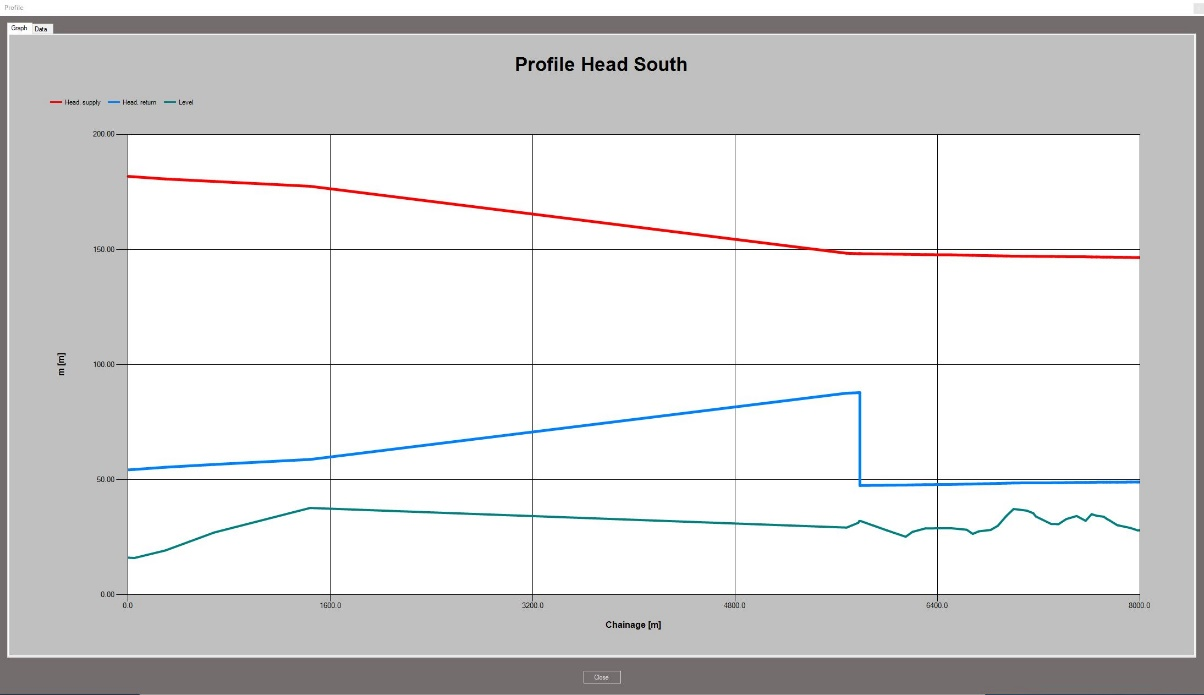 Profile
Graph Data
Profile Head South
Head. supply Head. return Level
200.00
150.00
100.00
50.00
0.00
m [m]
0.0 1600.0 3200.0 4800.0 6400.0 8000.0
Chainage [m]
Close